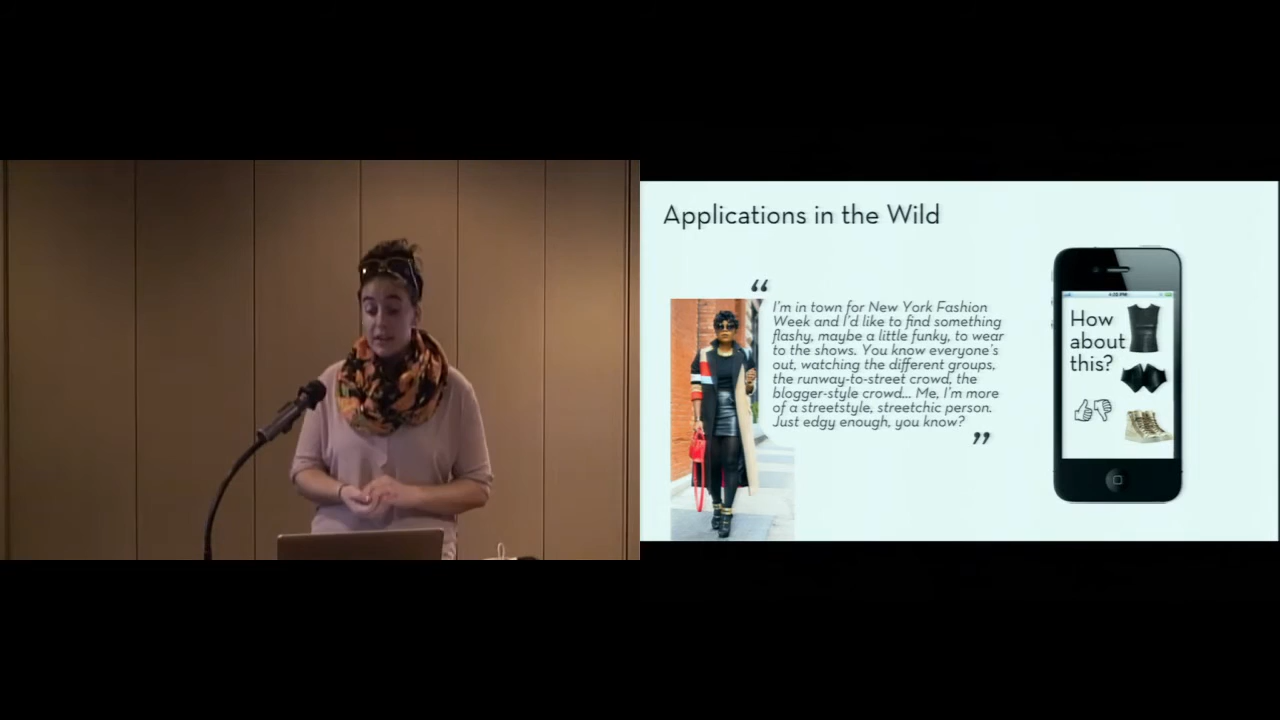 Applications in the Wild
“
I'm in town for New York Fashion
Week and I'd like to find something
flashy, maybe a little funky, to wear
to the shows. You know everyone's
out, watching the different groups,
the runway-to-street crowd, the
blogger-style crowd... Me, I'm more
of a streetstyle, streetchic person.
Just edgy enough, you know?
”
How
about
this?